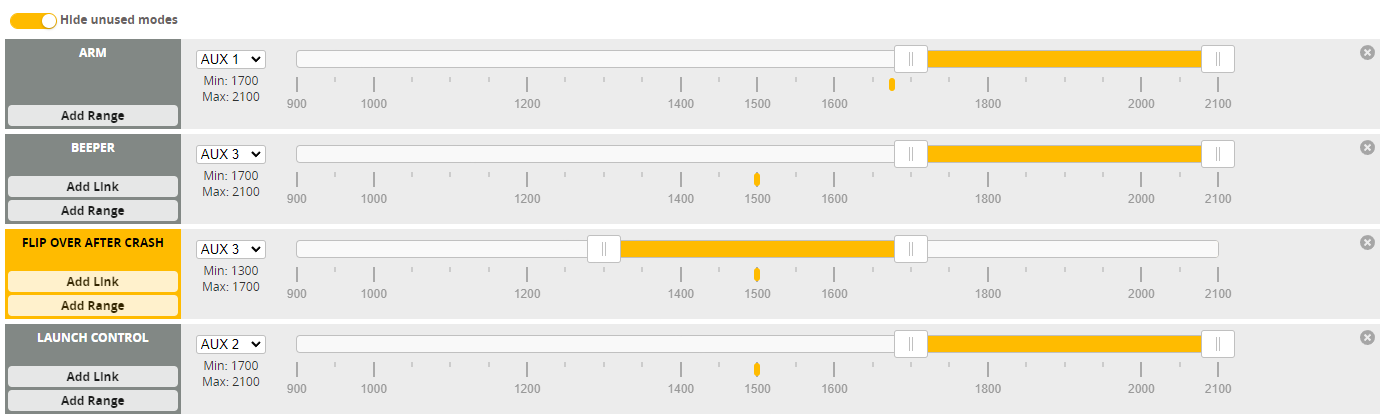 HIde unused modes
ARM
AUX 1
Min: 1700
Max: 2100
Add Range
900 1000 1200 1400 1500 1600 1800 2000 2100
BEEPER
AUX 3
Min: 1700
Max: 2100
Add LInk
Add Range
900 1000 1200 1400 1500 1600 1800 2000 2100
FLIP OVER AFTER CRASH
AUX 3
Min: 1300
Max: 1700
Add LInk
Add Range
900 1000 1200 1400 1500 1600 1800 2000 2100
LAUNCH CONTROL
AUX 2
Min: 1700
Max: 2100
Add LInk
Add Range
900 1000 1200 1400 1500 1600 1800 2000 2100